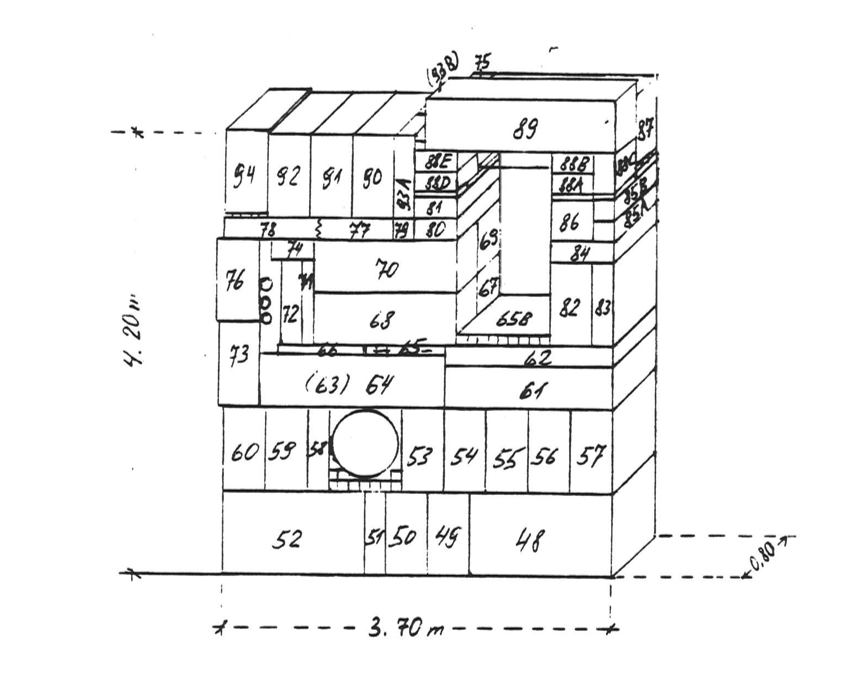 (93B) 75
89 87
94 92 91 90 93A 88E 88B 88C
88D 88A 85B
81 86 85A
78 77 79 80 69 84
76 74 70
72 71 67 82 83
68 65B
66 65 62
73 (63) 64 61
60 59 58 53 54 55 56 57
52 51 50 49 48
4.20 m
0,80
3.70 m